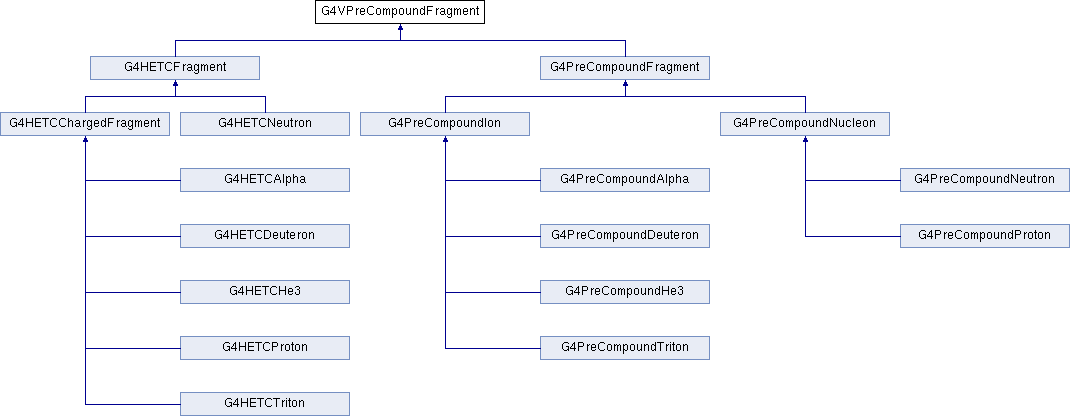 G4VPreCompoundFragment
G4HETCFragment
G4PreCompoundFragment
G4HETCChargedFragment
G4HETCNeutron
G4PreCompoundIon
G4PreCompoundNucleon
G4HETCAlpha
G4PreCompoundAlpha
G4PreCompoundNeutron
G4HETCDeuteron
G4PreCompoundDeuteron
G4PreCompoundProton
G4HETCHe3
G4PreCompoundHe3
G4HETCProton
G4PreCompoundTriton
G4HETCTriton